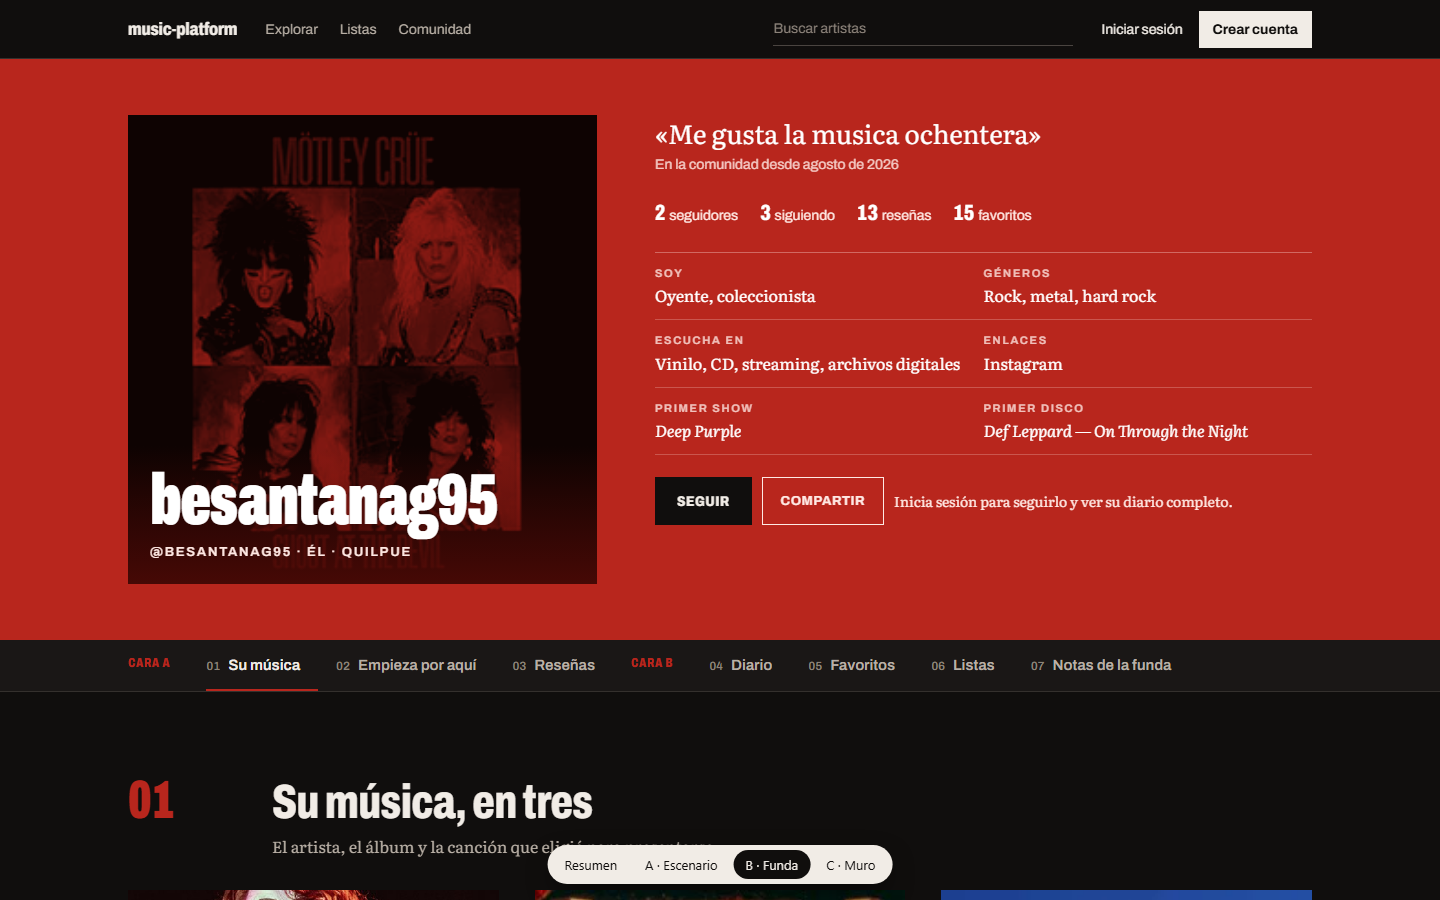 music-platform Explorar Listas Comunidad Buscar artistas Iniciar sesión Crear cuenta
MÖTLEY CRÜE
besantanag95
@BESANTANAG95 · ÉL · QUILPUE
SHOUT AT THE DEVIL
«Me gusta la musica ochentera»
En la comunidad desde agosto de 2026
2 seguidores 3 siguiendo 13 reseñas 15 favoritos
SOY GÉNEROS
Oyente, coleccionista Rock, metal, hard rock
ESCUCHA EN ENLACES
Vinilo, CD, streaming, archivos digitales Instagram
PRIMER SHOW PRIMER DISCO
Deep Purple Def Leppard — On Through the Night
SEGUIR COMPARTIR Inicia sesión para seguirlo y ver su diario completo.
CARA A 01 Su música 02 Empieza por aquí 03 Reseñas CARA B 04 Diario 05 Favoritos 06 Listas 07 Notas de la funda
01 Su música, en tres
El artista, el álbum y la canción que
Resumen A · Escenario B · Funda C · Muro